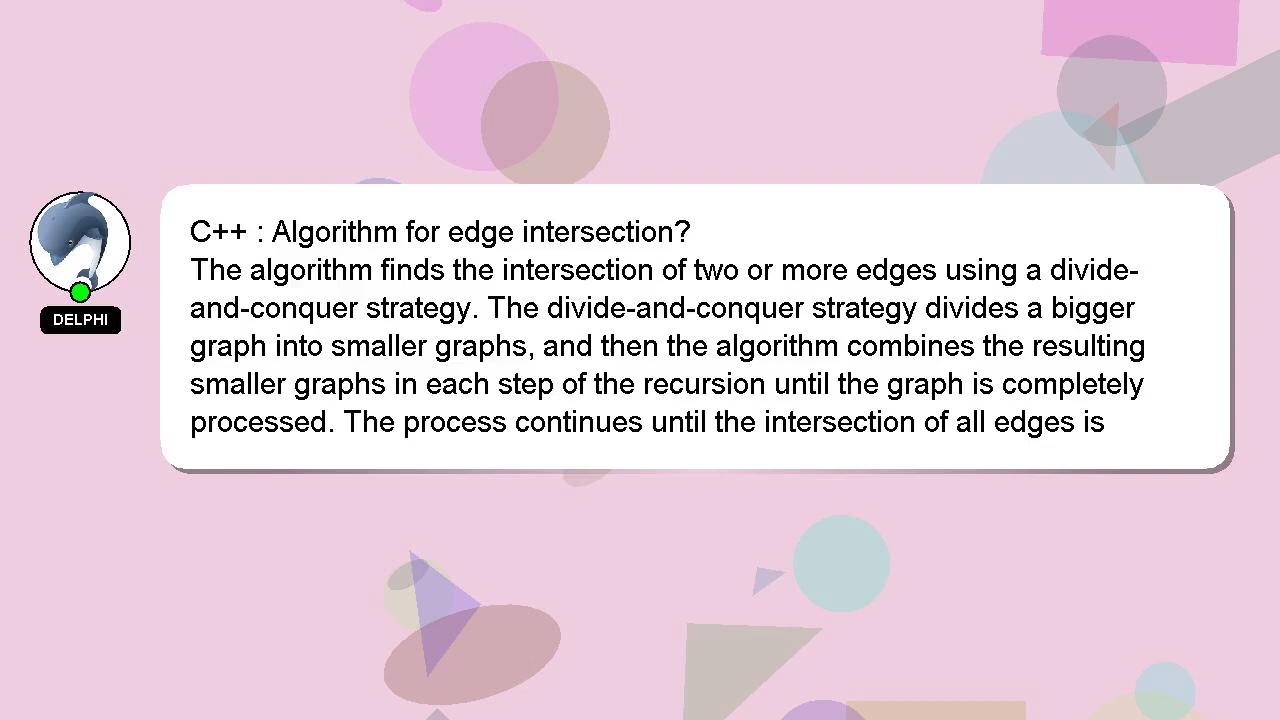 C++ : Algorithm for edge intersection?
The algorithm finds the intersection of two or more edges using a divide-
and-conquer strategy. The divide-and-conquer strategy divides a bigger
graph into smaller graphs, and then the algorithm combines the resulting
smaller graphs in each step of the recursion until the graph is completely
processed. The process continues until the intersection of all edges is
DELPHI